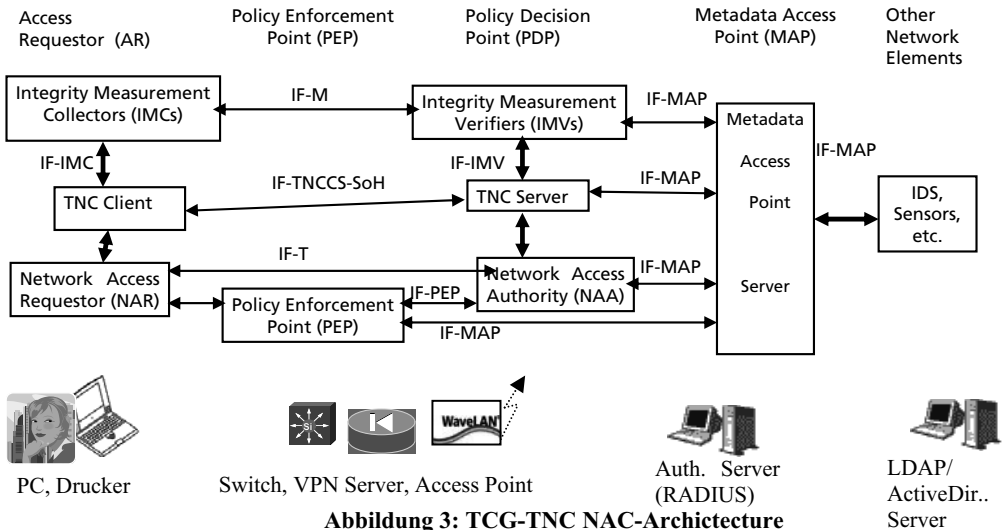 Access
Requestor (AR)
Policy Enforcement
Point (PEP)
Policy Decision
Point (PDP)
Metadata Access
Point (MAP)
Other
Network
Elements
Integrity Measurement
Collectors (IMCs)
IF-M
Integrity Measurement
Verifiers (IMVs)
IF-MAP
Metadata
Access
Point
Server
IF-MAP
IF-IMC
IF-IMV
IF-TNCCS-SoH
IF-MAP
TNC Client
TNC Server
IDS,
Sensors,
etc.
IF-T
Network Access
Requestor (NAR)
Network Access
Authority (NAA)
IF-MAP
Policy Enforcement
Point (PEP)
IF-PEP
IF-MAP
Si
WaveLAN
PC, Drucker
Switch, VPN Server, Access Point
Auth. Server
(RADIUS)
LDAP/
ActiveDir..
Server
Abbildung 3: TCG-TNC NAC-Archictecture